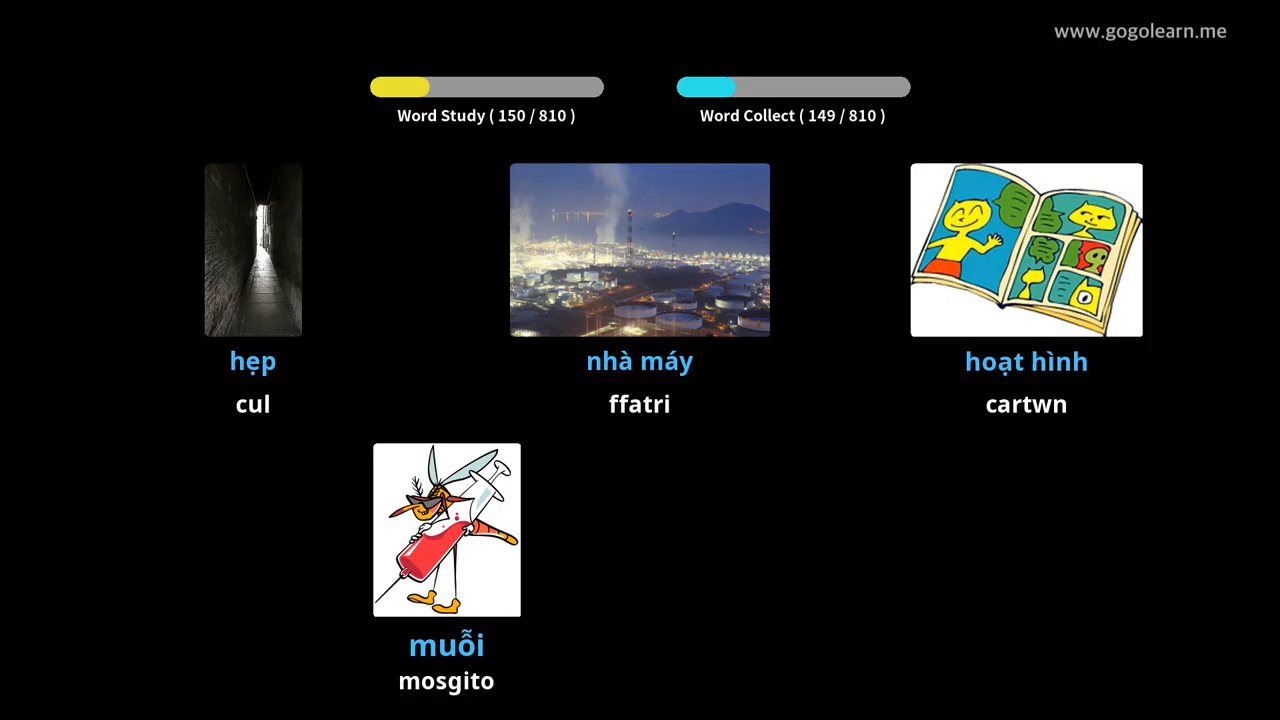 www.gogolearn.me
Word Study ( 150 / 810 )
Word Collect ( 149 / 810 )
hẹp
nhà máy
hoạt hình
cul
ffatri
cartwn
muỗi
mosgito